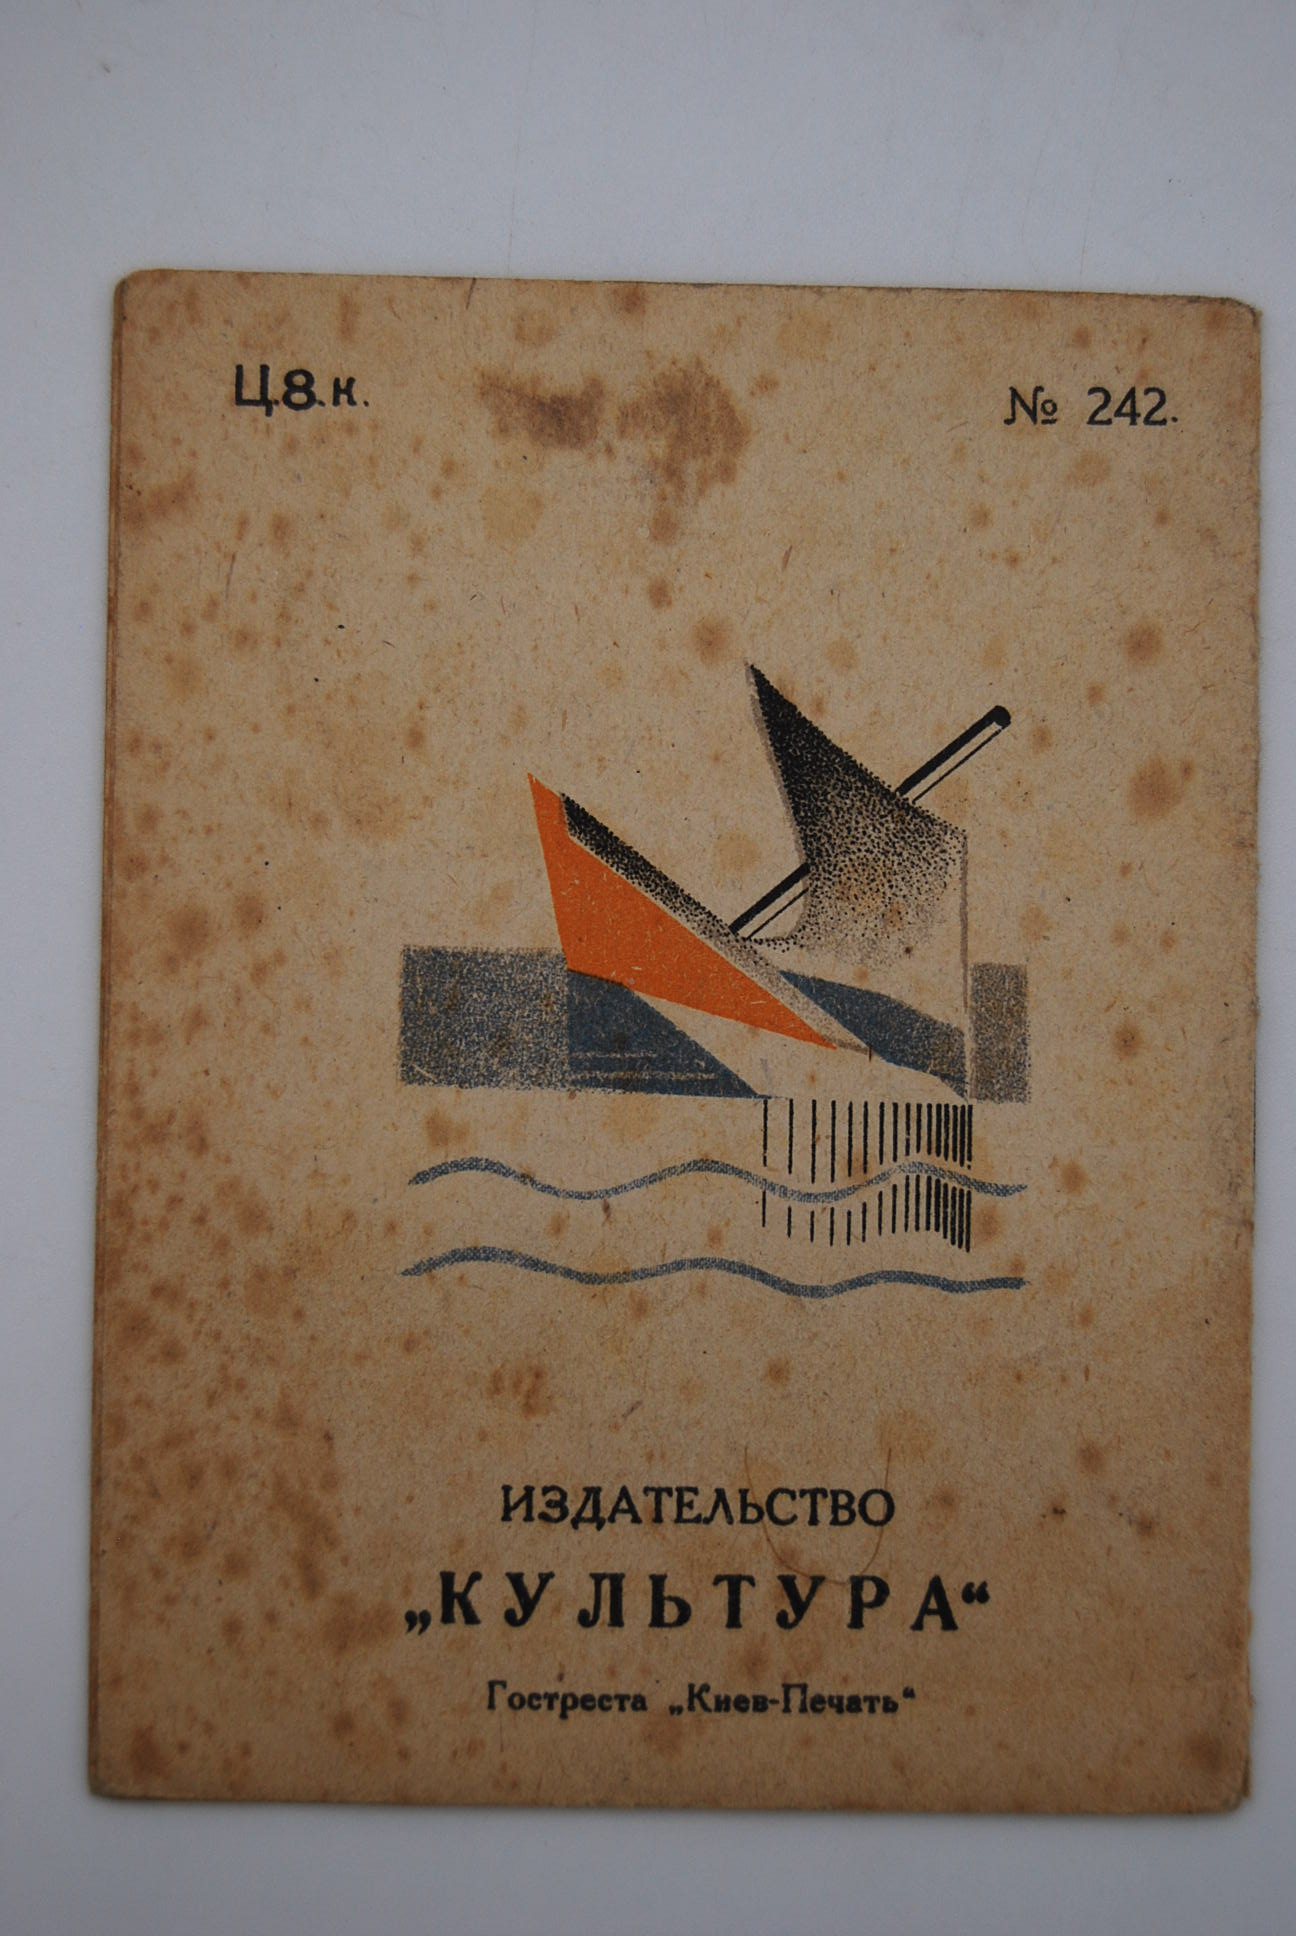 Ц.8.к.
№ 242.
ИЗДАТЕЛЬСТВО
„КУЛЬТУРА“
Гостреста „Киев-Печать“